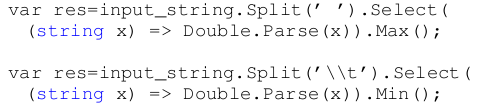 var res=input_string.Split(' ').Select(
(string x) => Double.Parse(x)).Max();
var res=input_string.Split('\\t').Select(
(string x) => Double.Parse(x)).Min();